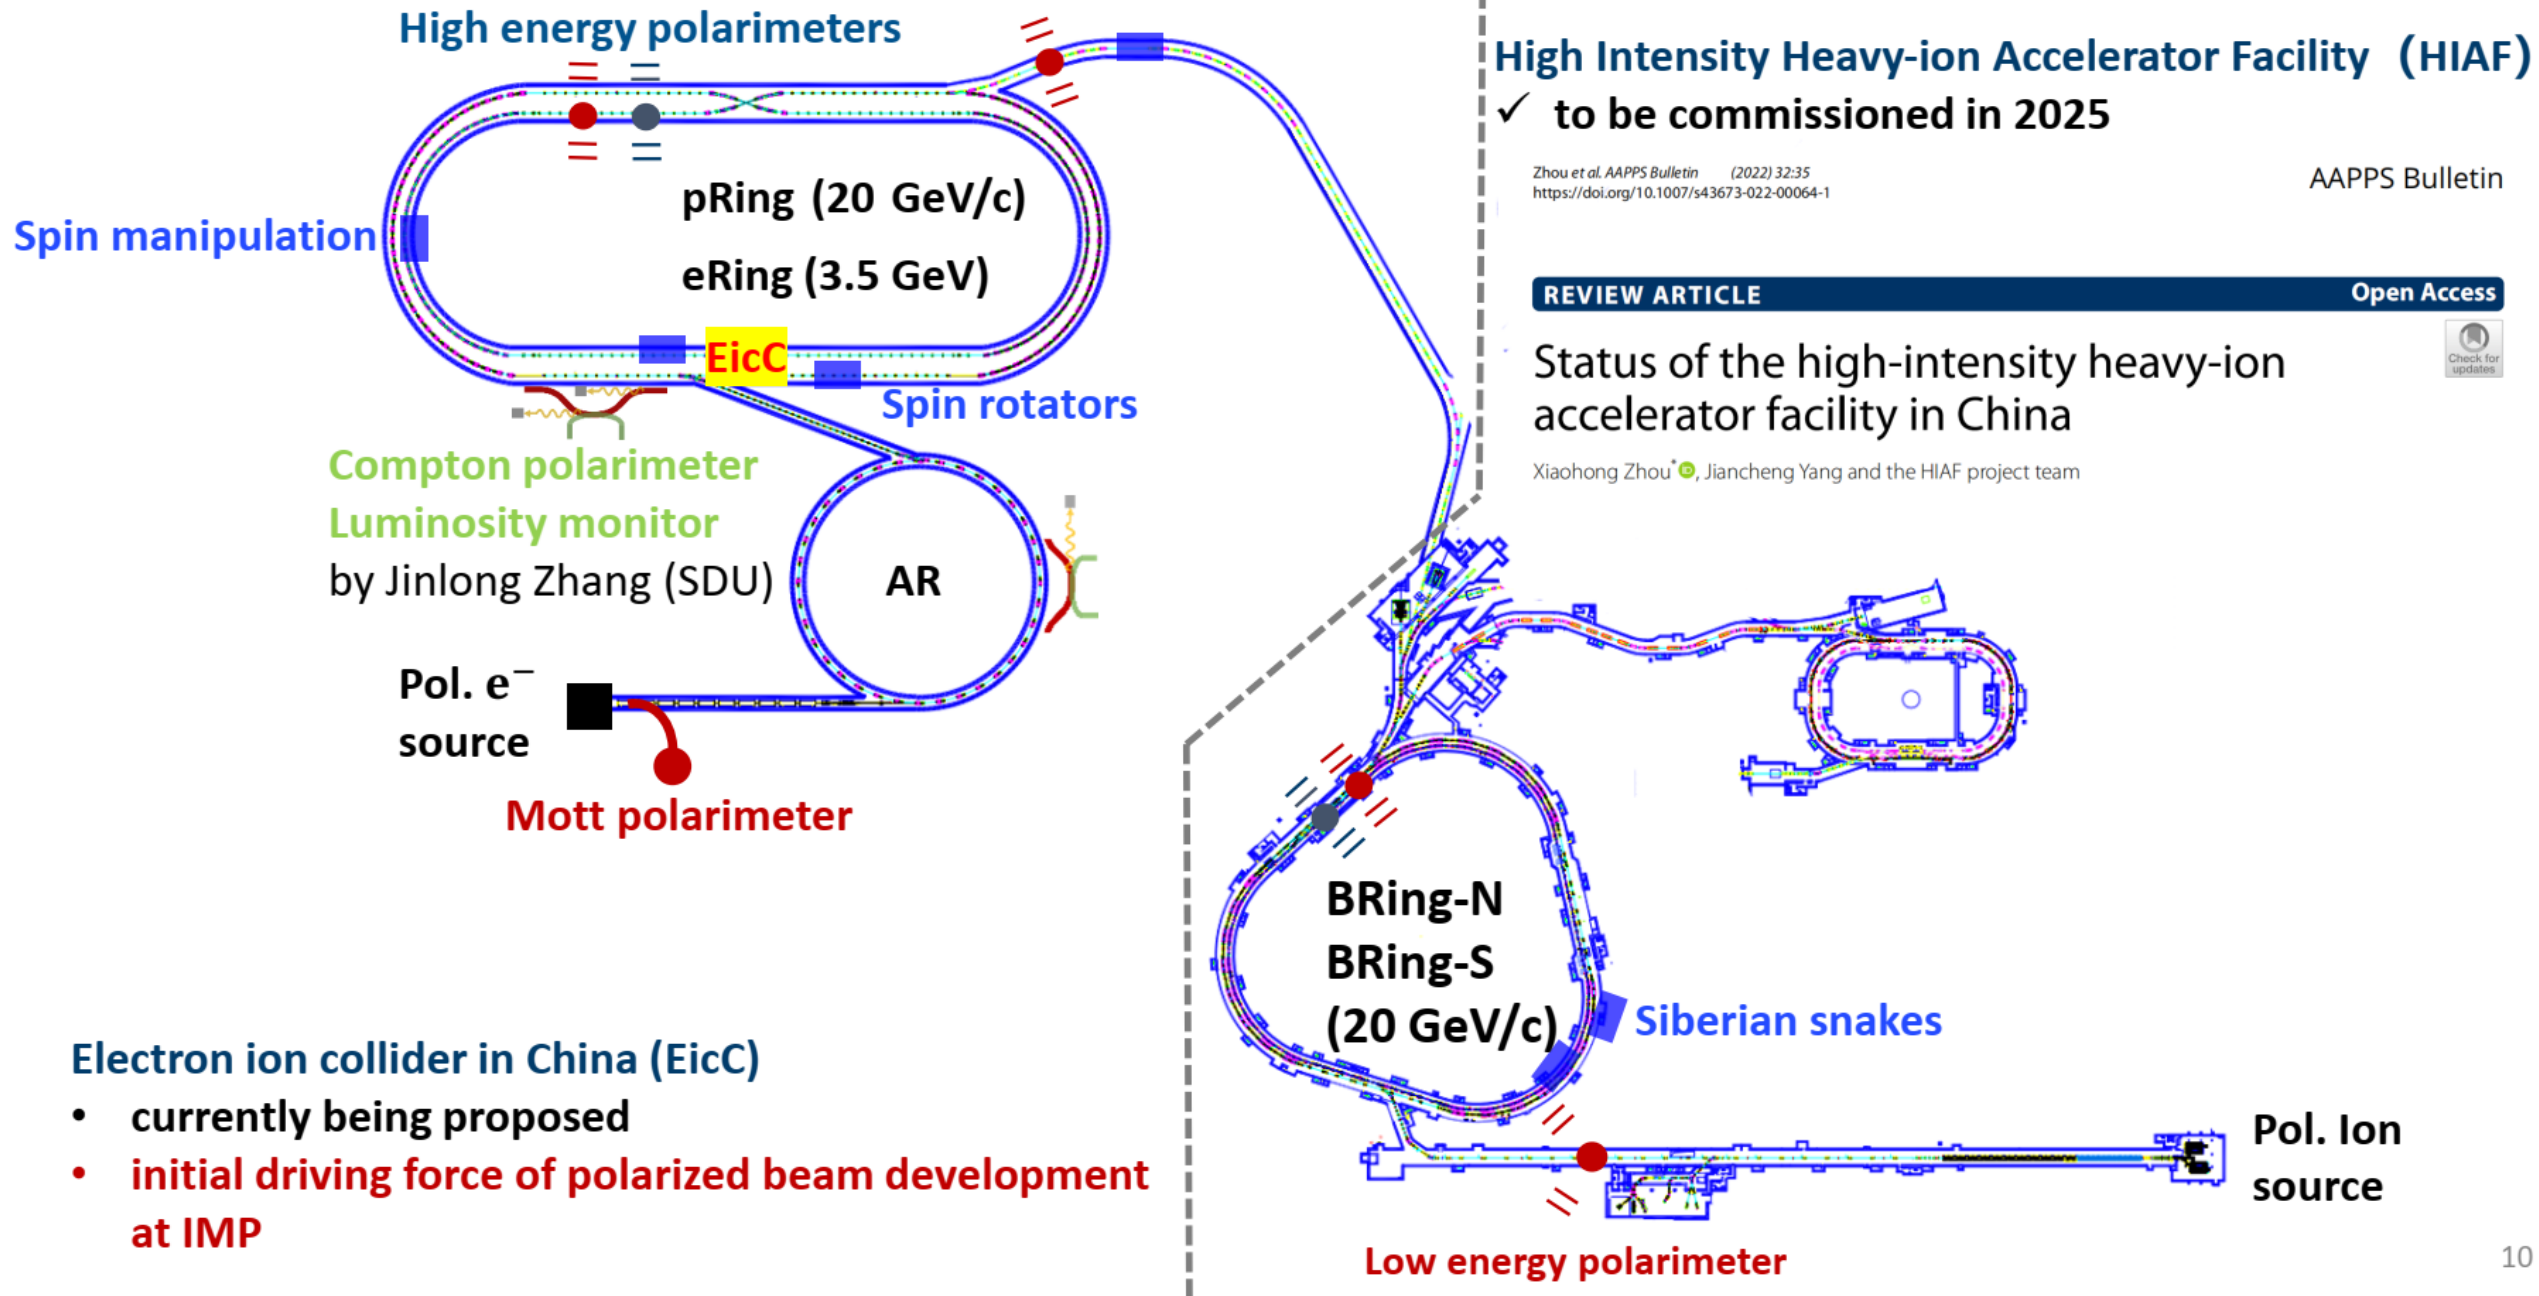 High energy polarimeters
Spin manipulation
pRing (20 GeV/c)
eRing (3.5 GeV)
EicC
Spin rotators
Compton polarimeter
Luminosity monitor
by Jinlong Zhang (SDU)
AR
Pol. e⁻
source
Mott polarimeter
Electron ion collider in China (EicC)
• currently being proposed
• initial driving force of polarized beam development
at IMP
High Intensity Heavy-ion Accelerator Facility (HIAF)
✓ to be commissioned in 2025
Zhou et al. AAPPS Bulletin (2022) 32:35
https://doi.org/10.1007/s43673-022-00064-1
AAPPS Bulletin
REVIEW ARTICLE Open Access
Status of the high-intensity heavy-ion
accelerator facility in China
Check for
updates
Xiaohong Zhou*, Jiancheng Yang and the HIAF project team
BRing-N
BRing-S
(20 GeV/c)
Siberian snakes
Pol. Ion
source
Low energy polarimeter
10